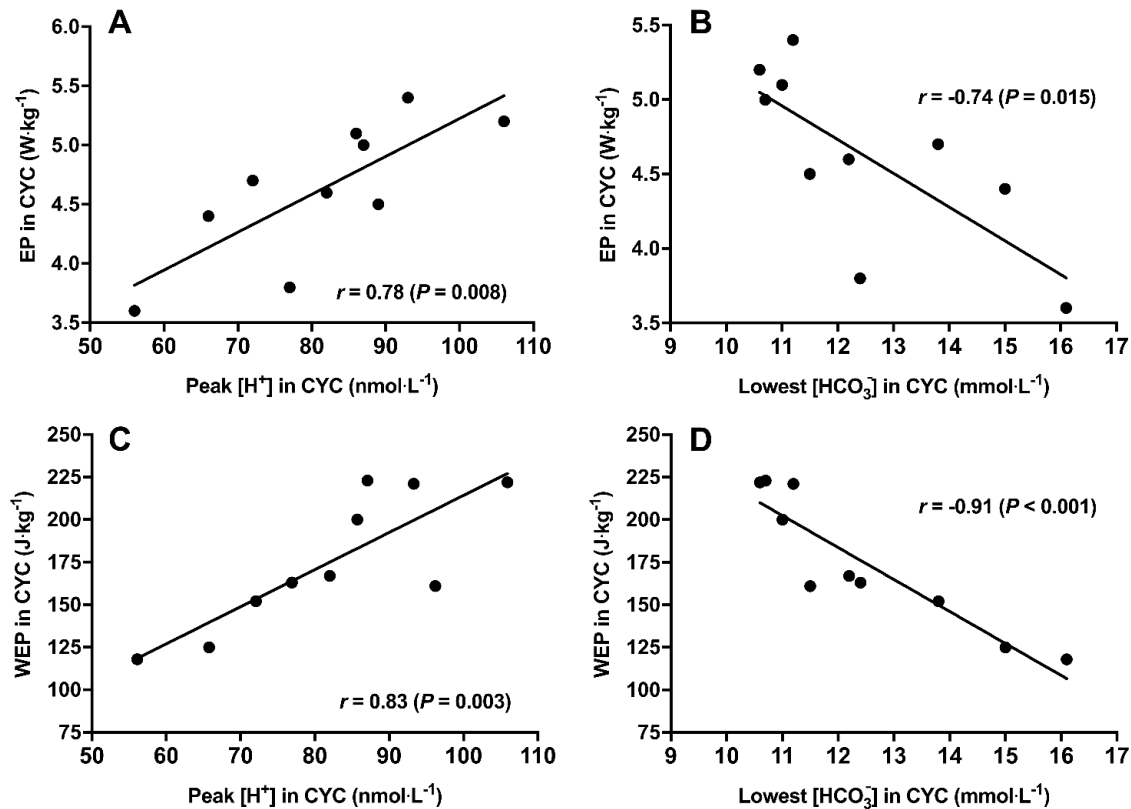 A
EP in CYC (W·kg⁻¹)
6.0
5.5
5.0
4.5
4.0
3.5
50 60 70 80 90 100 110
r = 0.78 (P = 0.008)
Peak [H⁺] in CYC (nmol·L⁻¹)
B
EP in CYC (W·kg⁻¹)
5.5
5.0
4.5
4.0
3.5
9 10 11 12 13 14 15 16 17
r = -0.74 (P = 0.015)
Lowest [HCO₃⁻] in CYC (mmol·L⁻¹)
C
WEP in CYC (J·kg⁻¹)
250
225
200
175
150
125
100
75
50 60 70 80 90 100 110
r = 0.83 (P = 0.003)
Peak [H⁺] in CYC (nmol·L⁻¹)
D
WEP in CYC (J·kg⁻¹)
250
225
200
175
150
125
100
75
9 10 11 12 13 14 15 16 17
r = -0.91 (P < 0.001)
Lowest [HCO₃⁻] in CYC (mmol·L⁻¹)